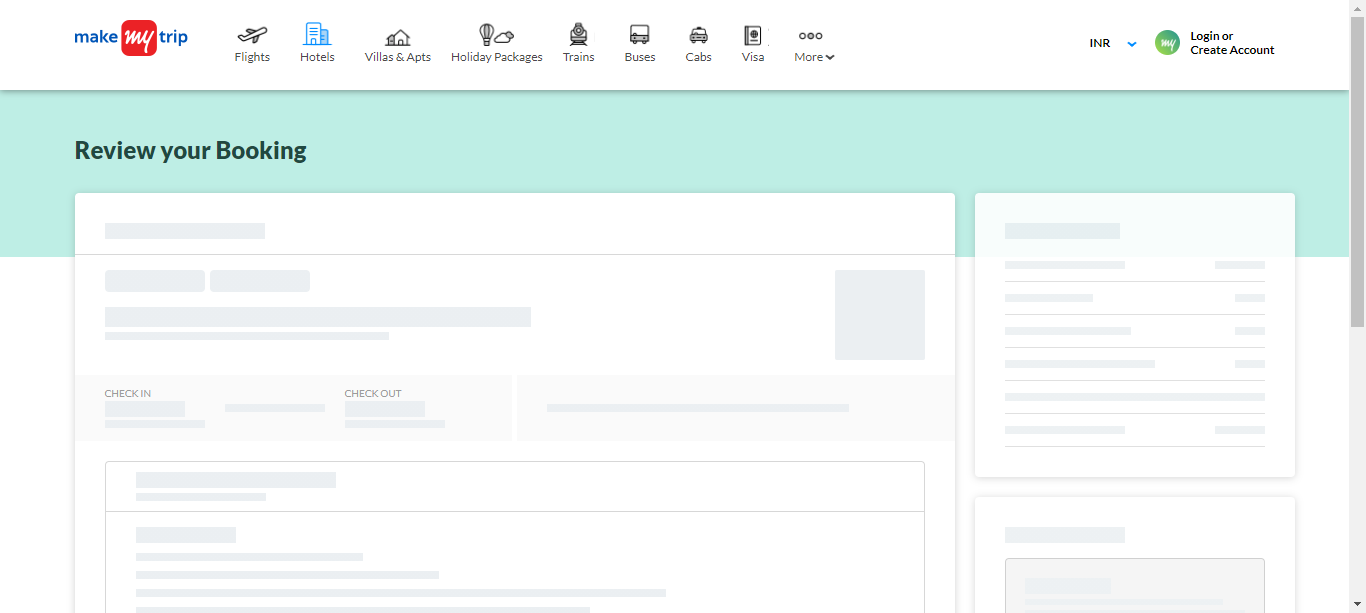 make my trip
Flights
Hotels
Villas & Apts
Holiday Packages
Trains
Buses
Cabs
Visa
More
INR
my
Login or
Create Account
Review your Booking
CHECK IN
CHECK OUT